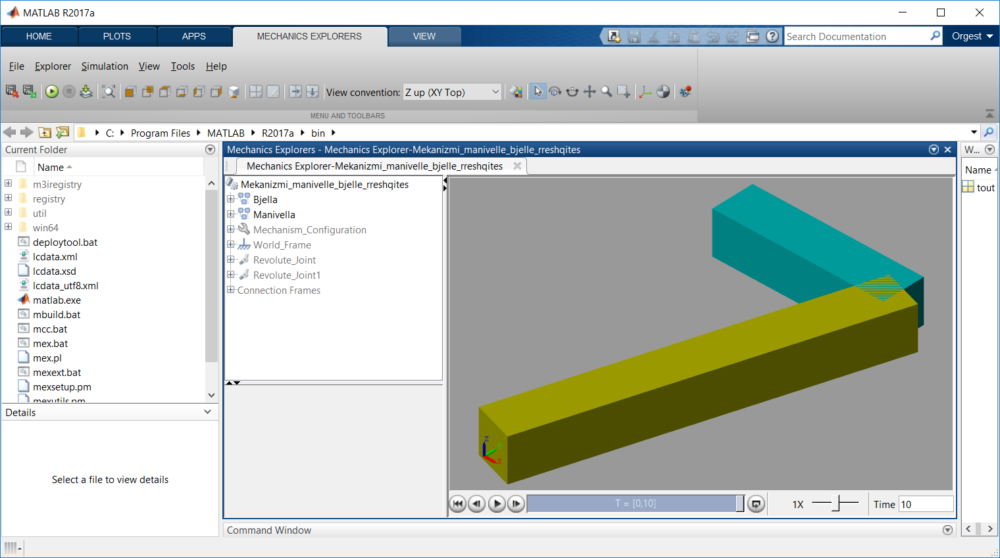 MATLAB R2017a
HOME PLOTS APPS MECHANICS EXPLORERS VIEW Search Documentation Orgest
File Explorer Simulation View Tools Help
View convention: Z up (XY Top)
MENU AND TOOLBARS
C: Program Files MATLAB R2017a bin
Current Folder
Name
m3iregistry
registry
util
win64
deploytool.bat
lcdata.xml
lcdata.xsd
lcdata_utf8.xml
matlab.exe
mbuild.bat
mcc.bat
mex.bat
mex.pl
mexext.bat
mexsetup.pm
mexutils.pm
Details
Select a file to view details
Mechanics Explorers - Mechanics Explorer-Mekanizmi_manivelle_bjelle_rreshqites
Mechanics Explorer-Mekanizmi_manivelle_bjelle_rreshqites
Mekanizmi_manivelle_bjelle_rreshqites
Bjella
Manivella
Mechanism_Configuration
World_Frame
Revolute_Joint
Revolute_Joint1
Connection Frames
Z
Y
X
T = [0,10]
1X
Time 10
Command Window
W...
Name
tout